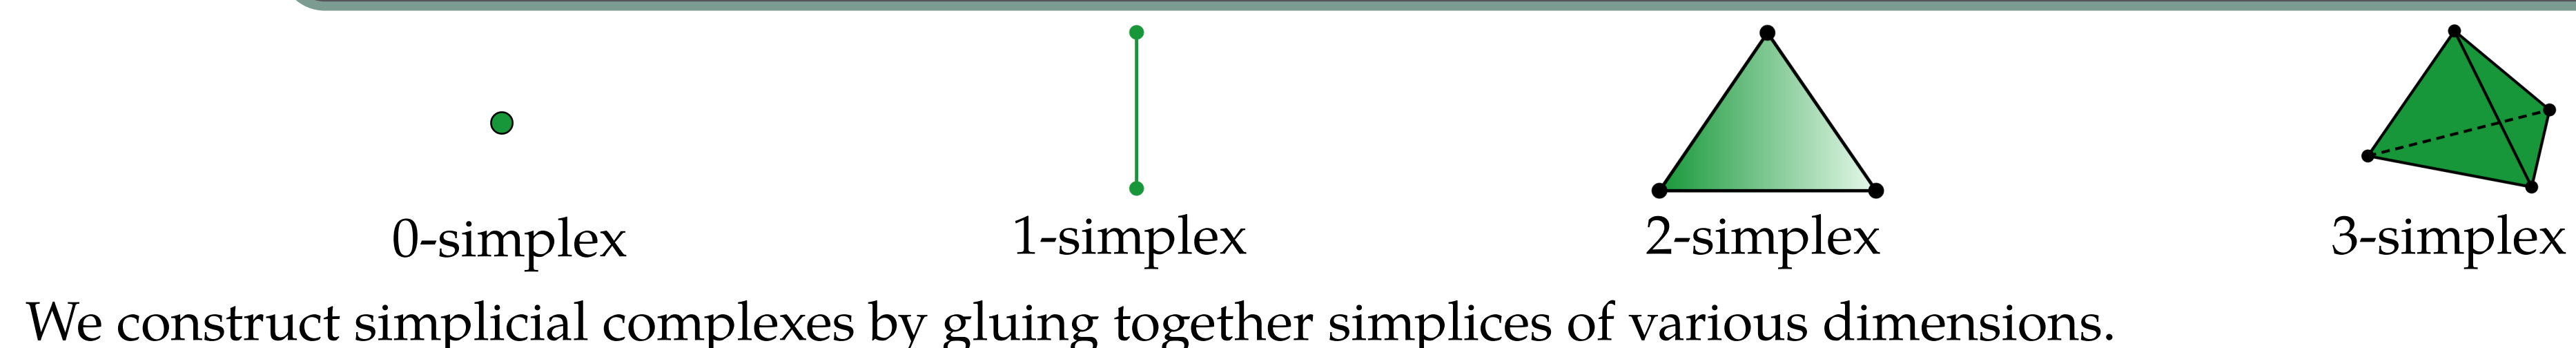 0-simplex 1-simplex 2-simplex 3-simplex
We construct simplicial complexes by gluing together simplices of various dimensions.